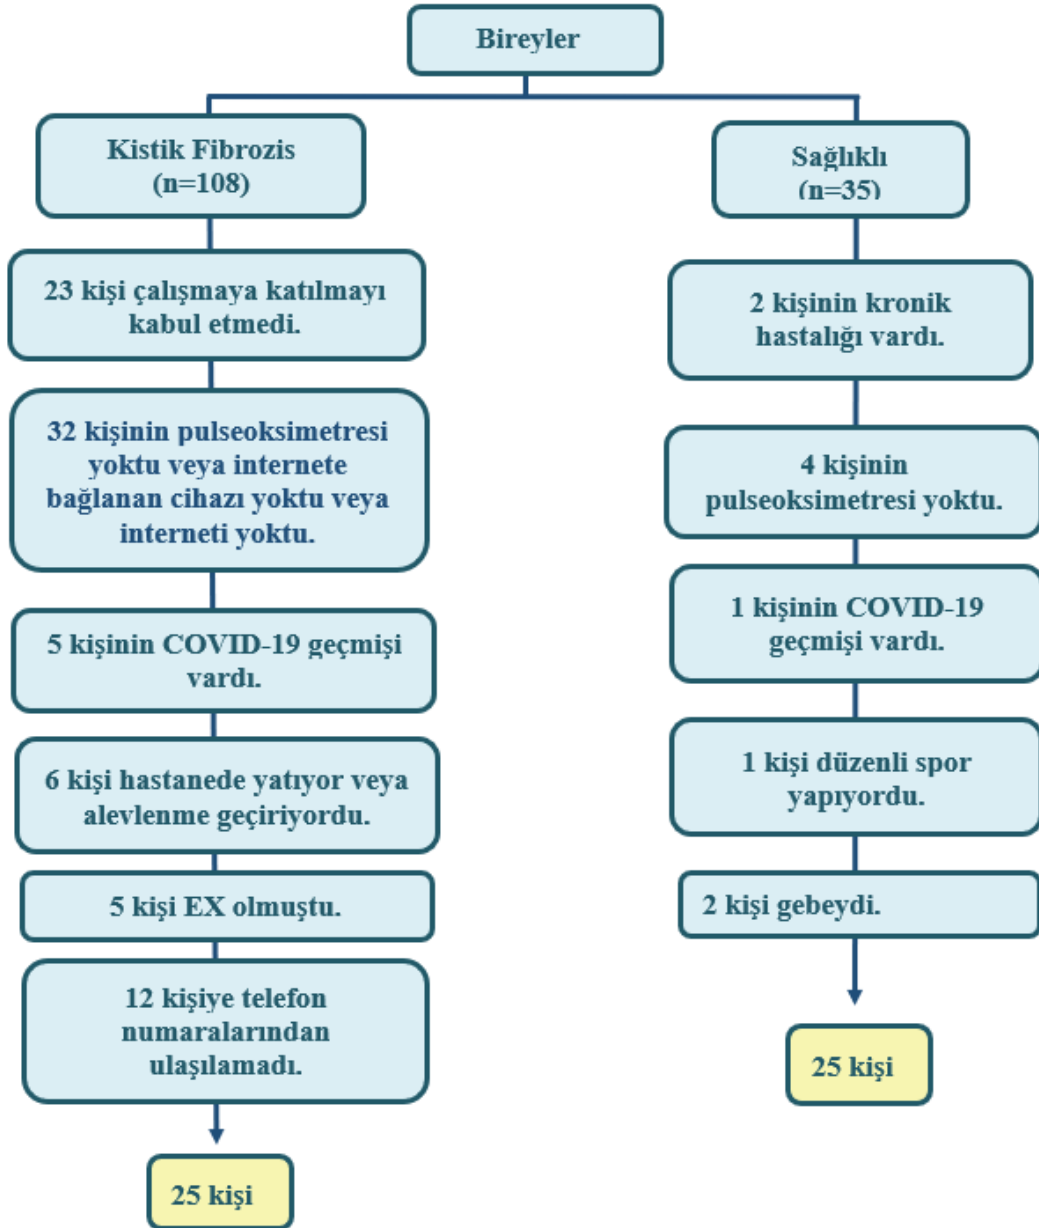 Bireyler
Kistik Fibrozis
(n=108)
23 kişi çalışmaya katılmayı
kabul etmedi.
32 kişinin pulseoksimetresi
yoktu veya internete
bağlanan cihazı yoktu veya
interneti yoktu.
5 kişinin COVID-19 geçmişi
vardı.
6 kişi hastanede yatıyor veya
alevlenme geçiriyordu.
5 kişi EX olmuştu.
12 kişiye telefon
numaralarından
ulaşılamadı.
25 kişi
Sağlıklı
(n=35)
2 kişinin kronik
hastalığı vardı.
4 kişinin
pulseoksimetresi yoktu.
1 kişinin COVID-19
geçmişi vardı.
1 kişi düzenli spor
yapıyordu.
2 kişi gebeydi.
25 kişi